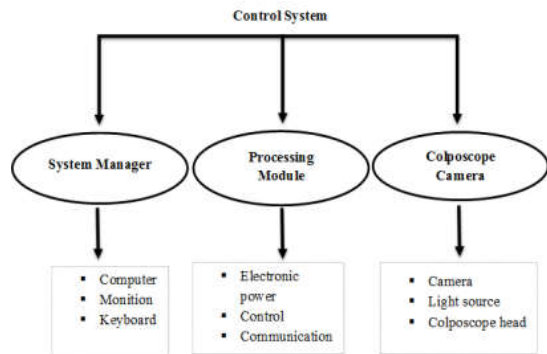 Control System
System Manager
Processing
Module
Colposcope
Camera
▪ Computer
▪ Monition
▪ Keyboard
▪ Electronic
power
▪ Control
▪ Communication
▪ Camera
▪ Light source
▪ Colposcope head